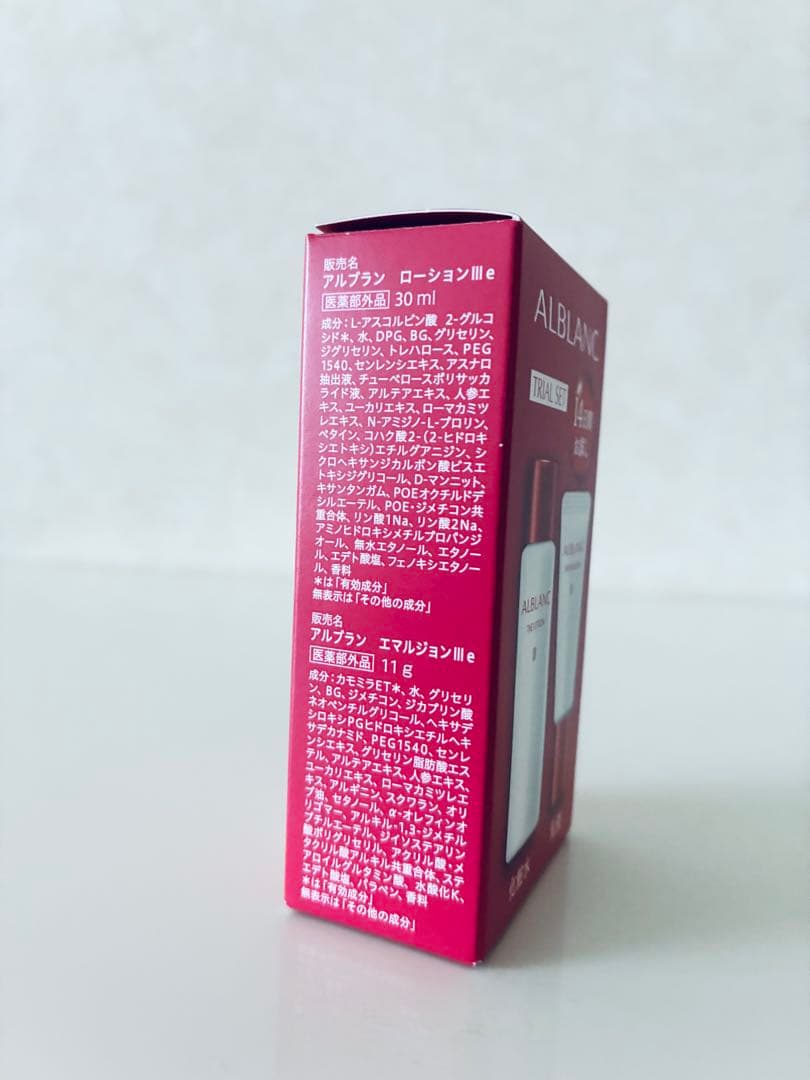 販売名
アルブラン ローションⅢ e
医薬部外品 30 ml
成分：L-アスコルビン酸 2-グルコ
シド＊、水、DPG、BG、グリセリン、
ジグリセリン、トレハロース、PEG
1540、センレンシエキス、アスナロ
抽出液、チューベロースポリサッカ
ライド液、アルテアエキス、人参エ
キス、ユーカリエキス、ローマカミツ
レエキス、N-アミジノ-L-プロリン、
ベタイン、コハク酸2-(2-ヒドロキ
シエトキシ)エチルグアニジン、シ
クロヘキサンジカルボン酸ビスエ
トキシジグリコール、D-マンニット、
キサンタンガム、POEオクチルドデ
シルエーテル、POE・ジメチコン共
重合体、リン酸1Na、リン酸2Na、
アミノヒドロキシメチルプロパンジ
オール、無水エタノール、エタノー
ル、エデト酸塩、フェノキシエタノー
ル、香料
＊は「有効成分」
無表示は「その他の成分」
販売名
アルブラン エマルジョンⅢ e
医薬部外品 11 g
成分：カモミラET＊、水、グリセリ
ン、BG、ジメチコン、ジカプリン酸
ネオペンチルグリコール、ヘキサデ
シロキシPGヒドロキシエチルヘキ
サデカナミド、PEG1540、センレ
ンシエキス、グリセリン脂肪酸エス
テル、アルテアエキス、人参エキス、
ユーカリエキス、ローマカミツレエ
キス、アルギニン、スクワラン、オリ
ブ油、セタノール、α-オレフィンオ
リゴマー、アルキル-1,3-ジメチル
ブチルエーテル、ジイソステアリン
酸ポリグリセリル、アクリル酸・メ
タクリル酸アルキル共重合体、ステ
アロイルグルタミン酸、水酸化K、
エデト酸塩、パラベン、香料
＊は「有効成分」
無表示は「その他の成分」
ALBLANC
TRIAL SET
14日間
お試し
ALBLANC
THE LOTION
Ⅲ
ALBLANC
Ⅲ
化粧水